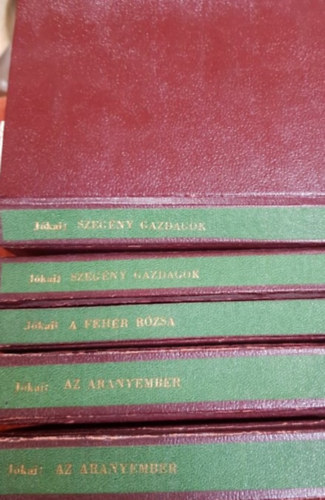 Jókai: SZEGÉNY GAZDAGOK
Jókai: SZEGÉNY GAZDAGOK
Jókai: A FEHÉR RÓZSA
Jókai: AZ ARANYEMBER
Jókai: AZ ARANYEMBER